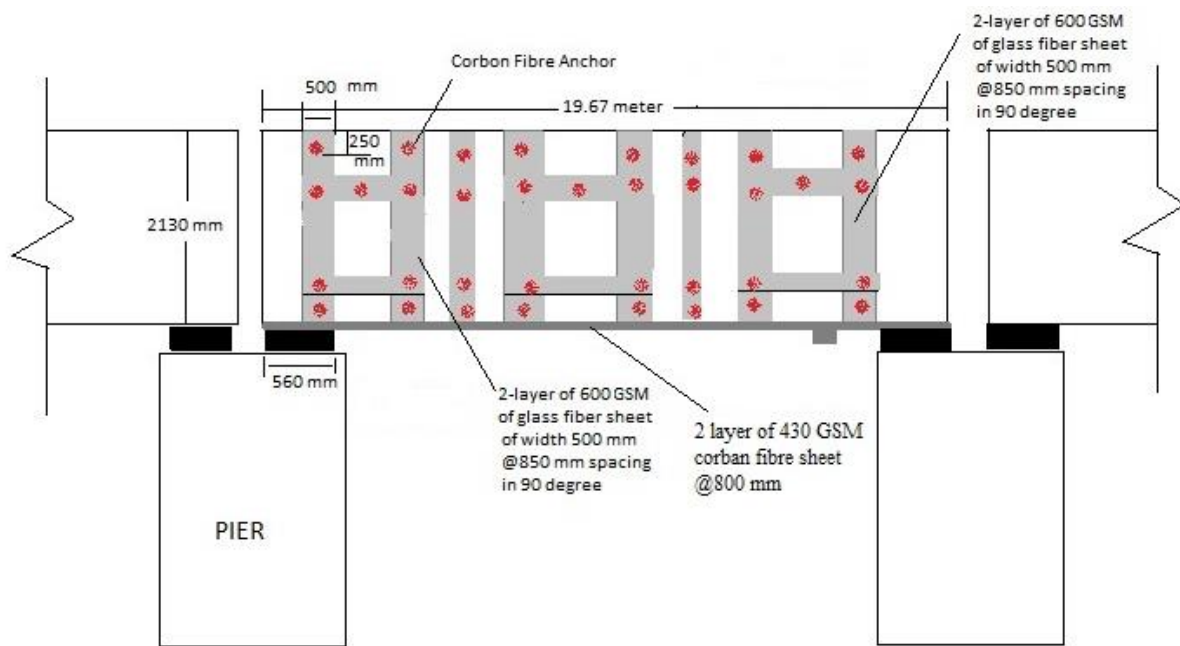 2-layer of 600 GSM
of glass fiber sheet
of width 500 mm
@850 mm spacing
in 90 degree
Corbon Fibre Anchor
500 mm
19.67 meter
250
mm
2130 mm
560 mm
2-layer of 600 GSM
of glass fiber sheet
of width 500 mm
@850 mm spacing
in 90 degree
2 layer of 430 GSM
corban fibre sheet
@800 mm
PIER